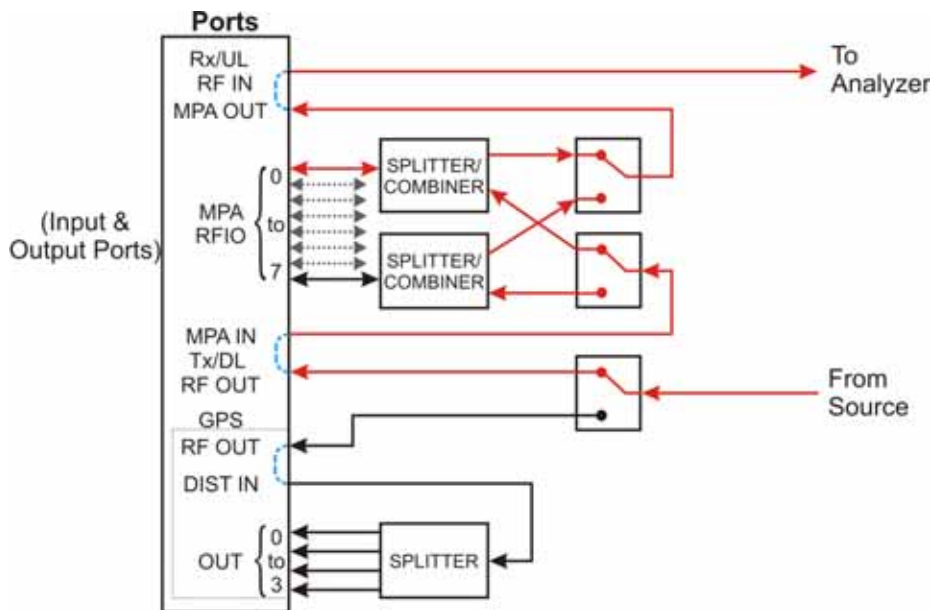 Ports
Rx/UL
RF IN
MPA OUT
To
Analyzer
0
to
7
MPA
RFIO
SPLITTER/
COMBINER
SPLITTER/
COMBINER
(Input &
Output Ports)
MPA IN
Tx/DL
RF OUT
From
Source
GPS
RF OUT
DIST IN
OUT
0
to
3
SPLITTER